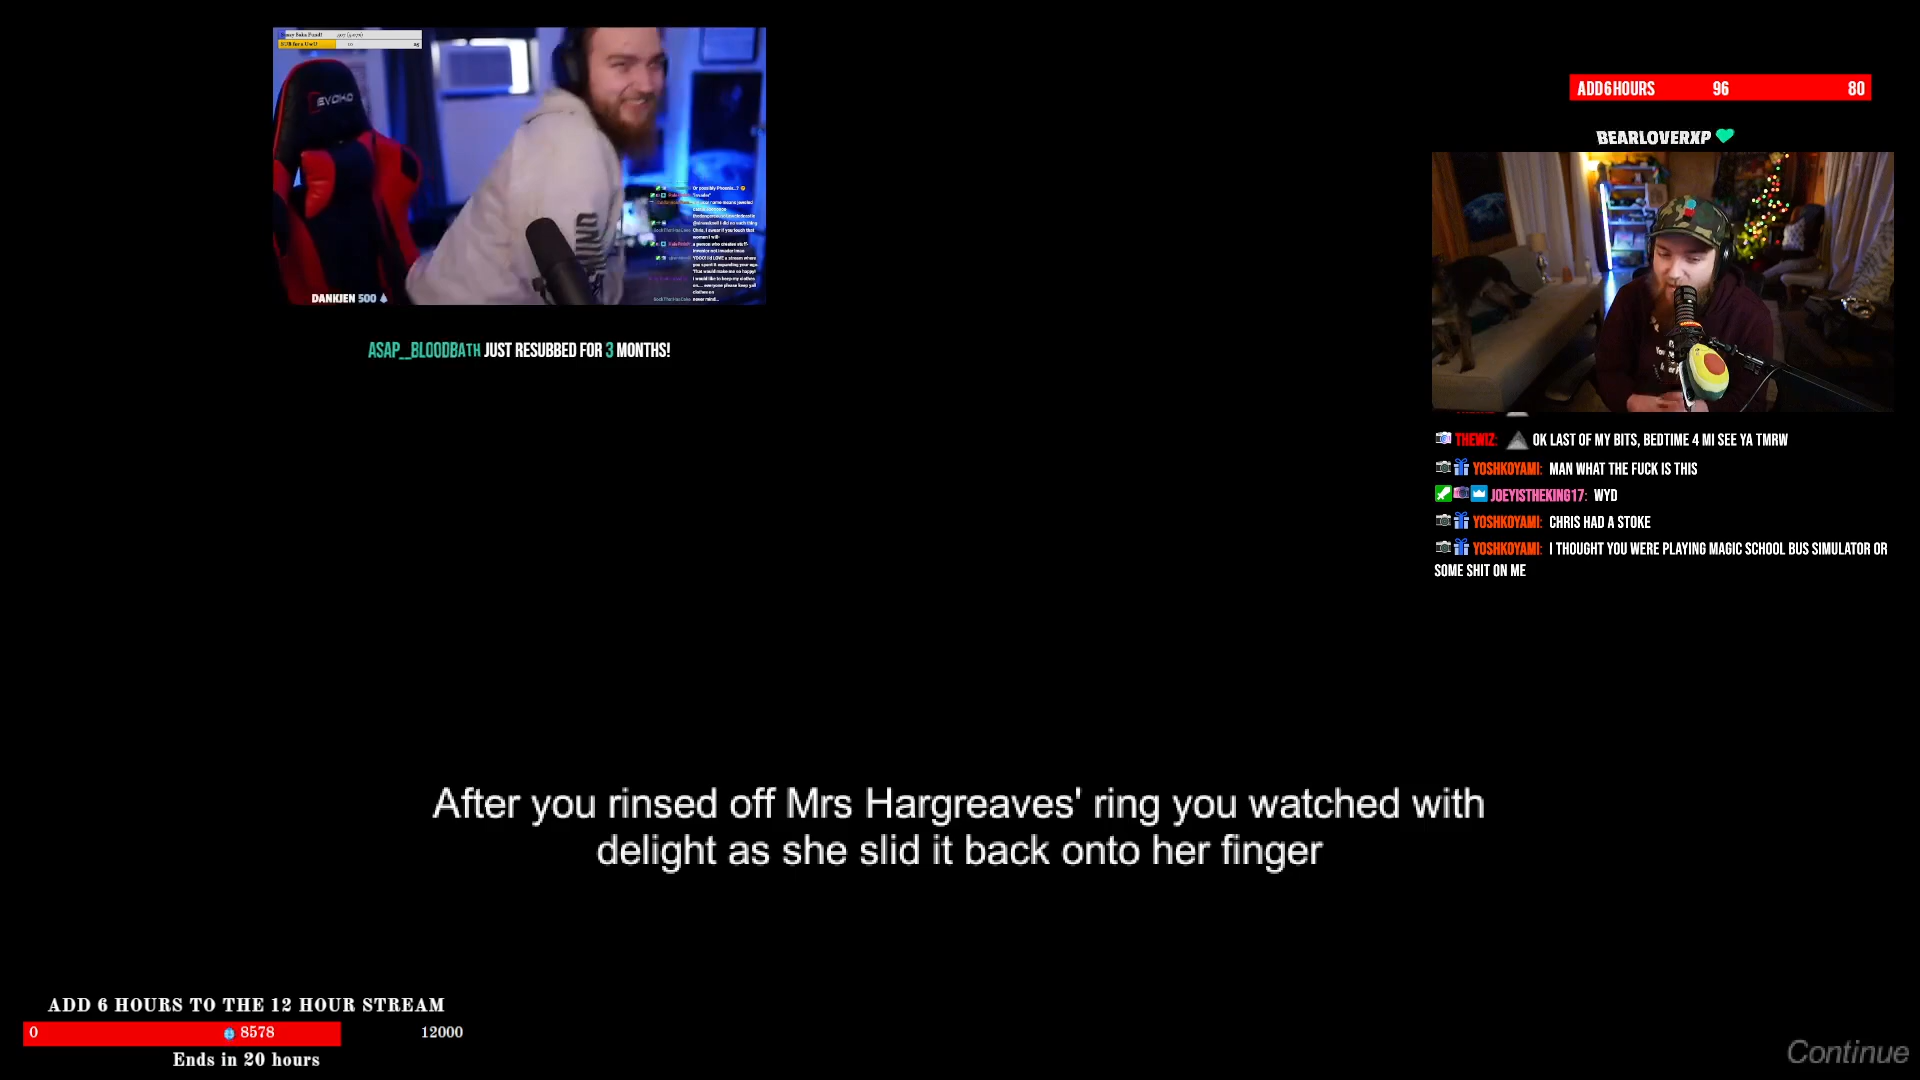 EVOKO
DANKJEN 500
ASAP_BLOODBATH JUST RESUBBED FOR 3 MONTHS!
ADD6HOURS 96 80
BEARLOVERXP
THEWIZ: OK LAST OF MY BITS, BEDTIME 4 MI SEE YA TMRW
YOSHKOYAMI: MAN WHAT THE FUCK IS THIS
JOEYISTHEKING17: WYD
YOSHKOYAMI: CHRIS HAD A STOKE
YOSHKOYAMI: I THOUGHT YOU WERE PLAYING MAGIC SCHOOL BUS SIMULATOR OR
SOME SHIT ON ME
After you rinsed off Mrs Hargreaves' ring you watched with
delight as she slid it back onto her finger
ADD 6 HOURS TO THE 12 HOUR STREAM
0 8578 12000
Ends in 20 hours
Continue